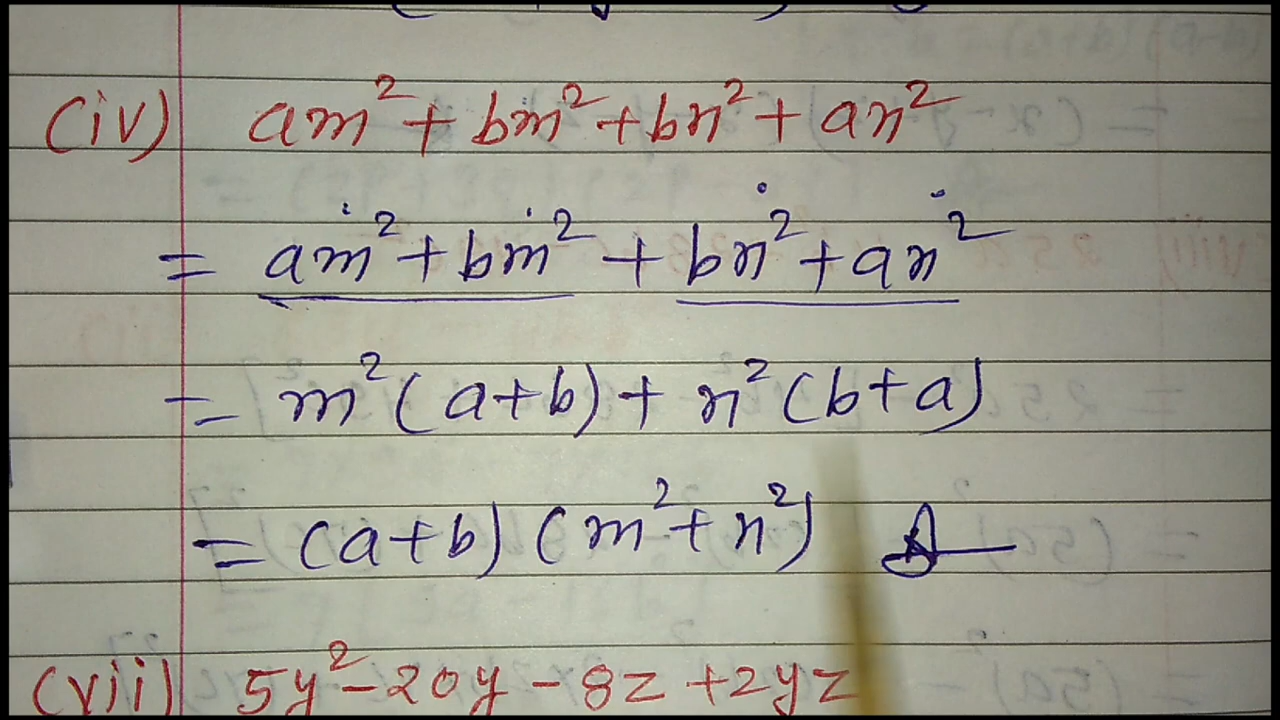 (iv) am² + bm² + bn² + an²
= am² + bm² + bn² + an²
= m² (a+b) + n² (b+a)
= (a+b) (m² + n²)
(vii) 5y² - 20y - 8z + 2yz